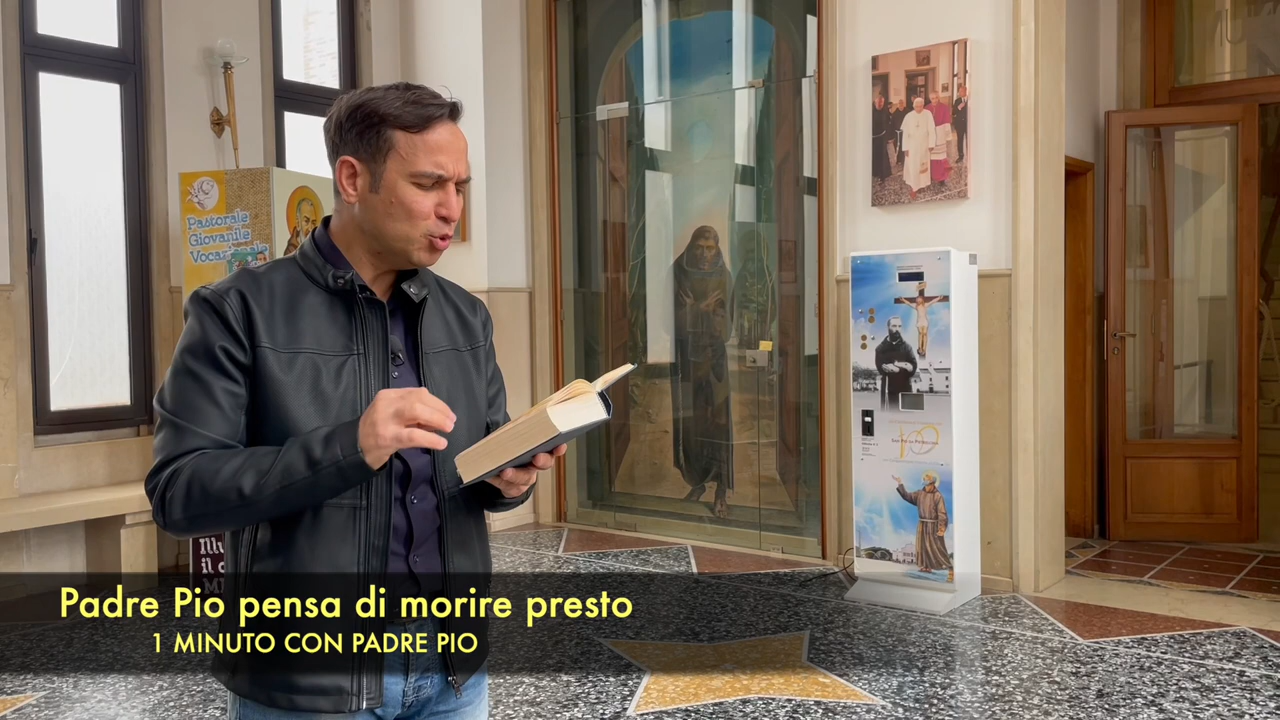 Pastorale
Giovanile
Vocazionale
Padre Pio pensa di morire presto
1 MINUTO CON PADRE PIO